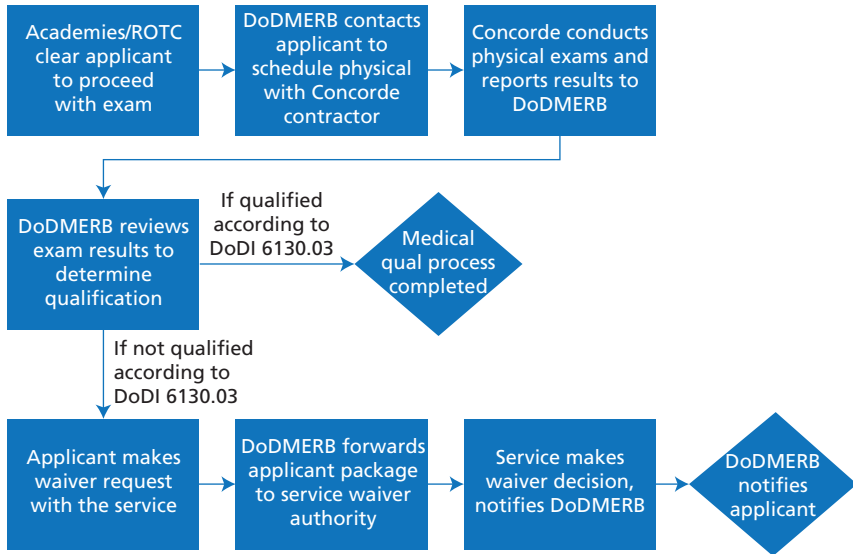 Academies/ROTC
clear applicant
to proceed
with exam
DoDMERB contacts
applicant to
schedule physical
with Concorde
contractor
Concorde conducts
physical exams and
reports results to
DoDMERB
DoDMERB reviews
exam results to
determine
qualification
If qualified
according to
DoDI 6130.03
Medical
qual process
completed
If not qualified
according to
DoDI 6130.03
Applicant makes
waiver request
with the service
DoDMERB forwards
applicant package
to service waiver
authority
Service makes
waiver decision,
notifies DoDMERB
DoDMERB
notifies
applicant